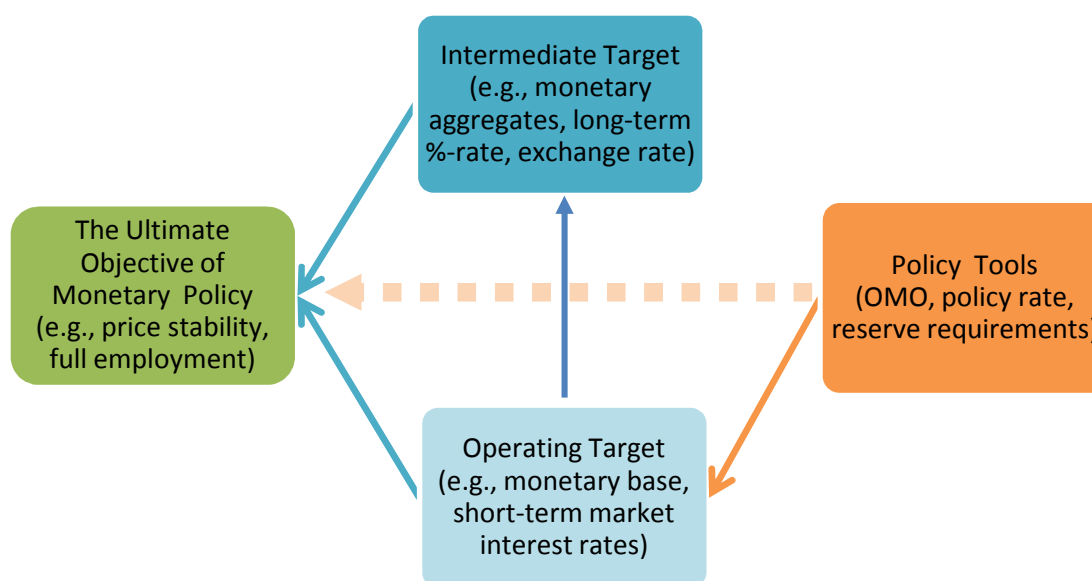 Intermediate Target
(e.g., monetary
aggregates, long-term
%-rate, exchange rate)
The Ultimate
Objective of
Monetary Policy
(e.g., price stability,
full employment)
Policy Tools
(OMO, policy rate,
reserve requirements)
Operating Target
(e.g., monetary base,
short-term market
interest rates)